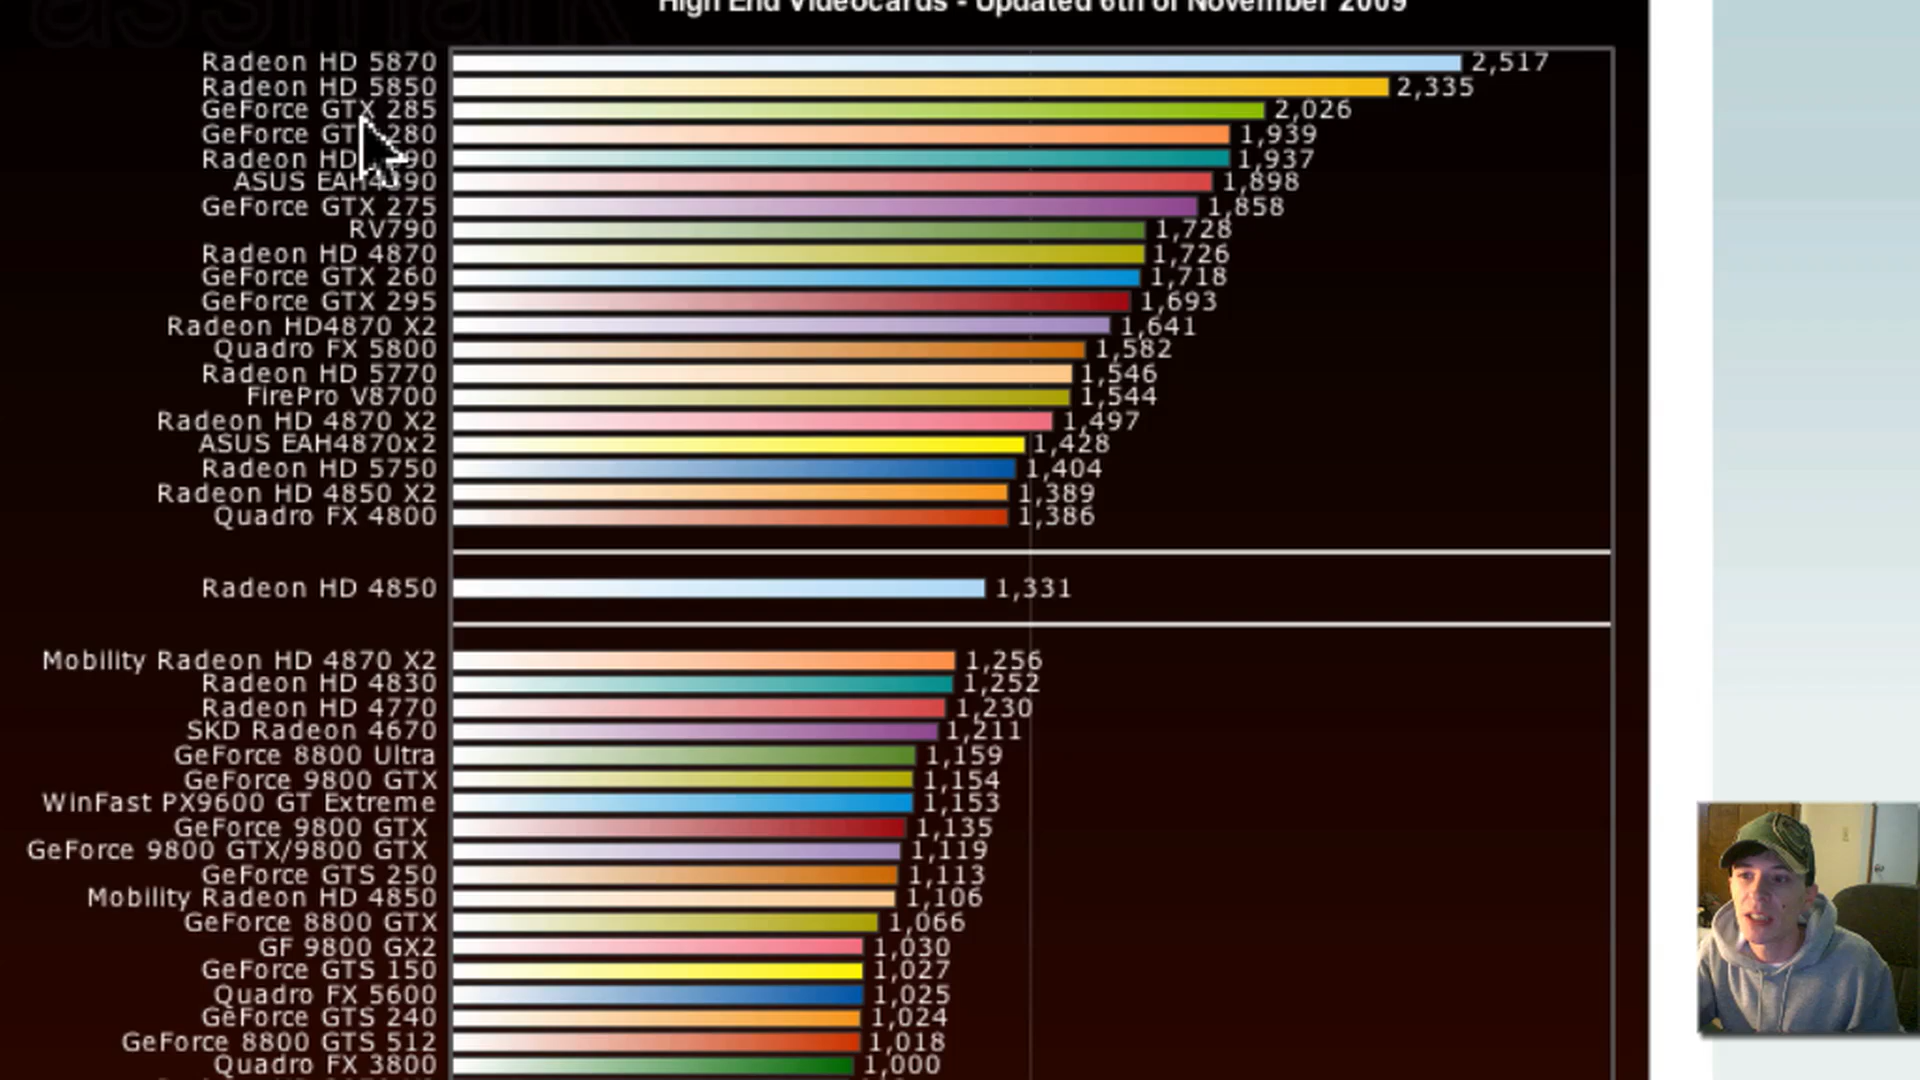 High End Videocards - Updated 6th of November 2009
Radeon HD 5870 2,517
Radeon HD 5850 2,335
GeForce GTX 285 2,026
GeForce GTX 280 1,939
Radeon HD 1,937
ASUS EAH4890 1,898
GeForce GTX 275 1,858
RV790 1,728
Radeon HD 4870 1,726
GeForce GTX 260 1,718
GeForce GTX 295 1,693
Radeon HD4870 X2 1,641
Quadro FX 5800 1,582
Radeon HD 5770 1,546
FirePro V8700 1,544
Radeon HD 4870 X2 1,497
ASUS EAH4870x2 1,428
Radeon HD 5750 1,404
Radeon HD 4850 X2 1,389
Quadro FX 4800 1,386
Radeon HD 4850 1,331
Mobility Radeon HD 4870 X2 1,256
Radeon HD 4830 1,252
Radeon HD 4770 1,230
SKD Radeon 4670 1,211
GeForce 8800 Ultra 1,159
GeForce 9800 GTX 1,154
WinFast PX9600 GT Extreme 1,153
GeForce 9800 GTX 1,135
GeForce 9800 GTX/9800 GTX 1,119
GeForce GTS 250 1,113
Mobility Radeon HD 4850 1,106
GeForce 8800 GTX 1,066
GF 9800 GX2 1,030
GeForce GTS 150 1,027
Quadro FX 5600 1,025
GeForce GTS 240 1,024
GeForce 8800 GTS 512 1,018
Quadro FX 3800 1,000